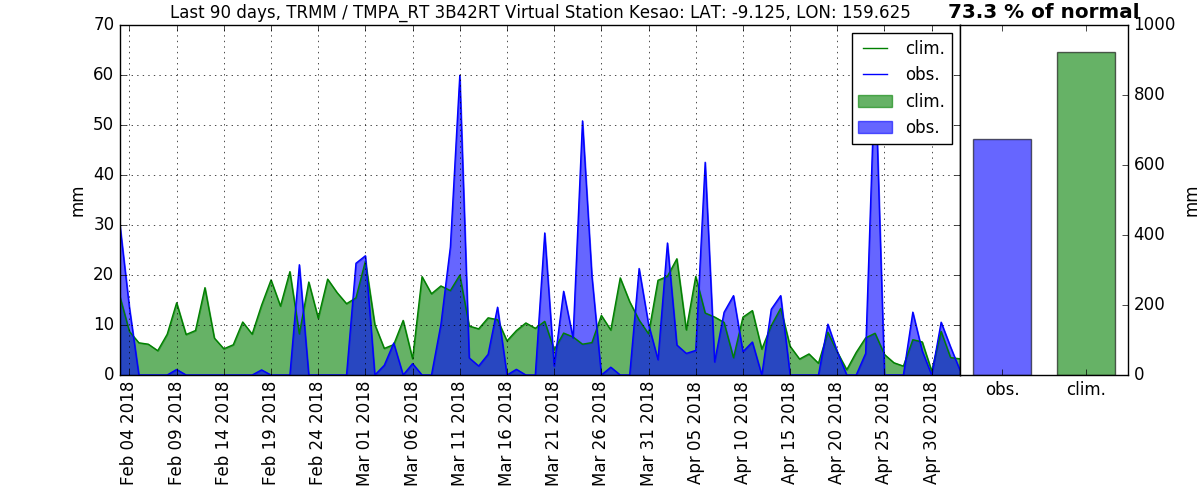 Last 90 days, TRMM / TMPA_RT 3B42RT Virtual Station Kesao: LAT: -9.125, LON: 159.625
73.3 % of normal
70
60
50
40
30
20
10
0
mm
clim.
obs.
clim.
obs.
1000
800
600
400
200
0
mm
obs.
clim.
Feb 04 2018
Feb 09 2018
Feb 14 2018
Feb 19 2018
Feb 24 2018
Mar 01 2018
Mar 06 2018
Mar 11 2018
Mar 16 2018
Mar 21 2018
Mar 26 2018
Mar 31 2018
Apr 05 2018
Apr 10 2018
Apr 15 2018
Apr 20 2018
Apr 25 2018
Apr 30 2018